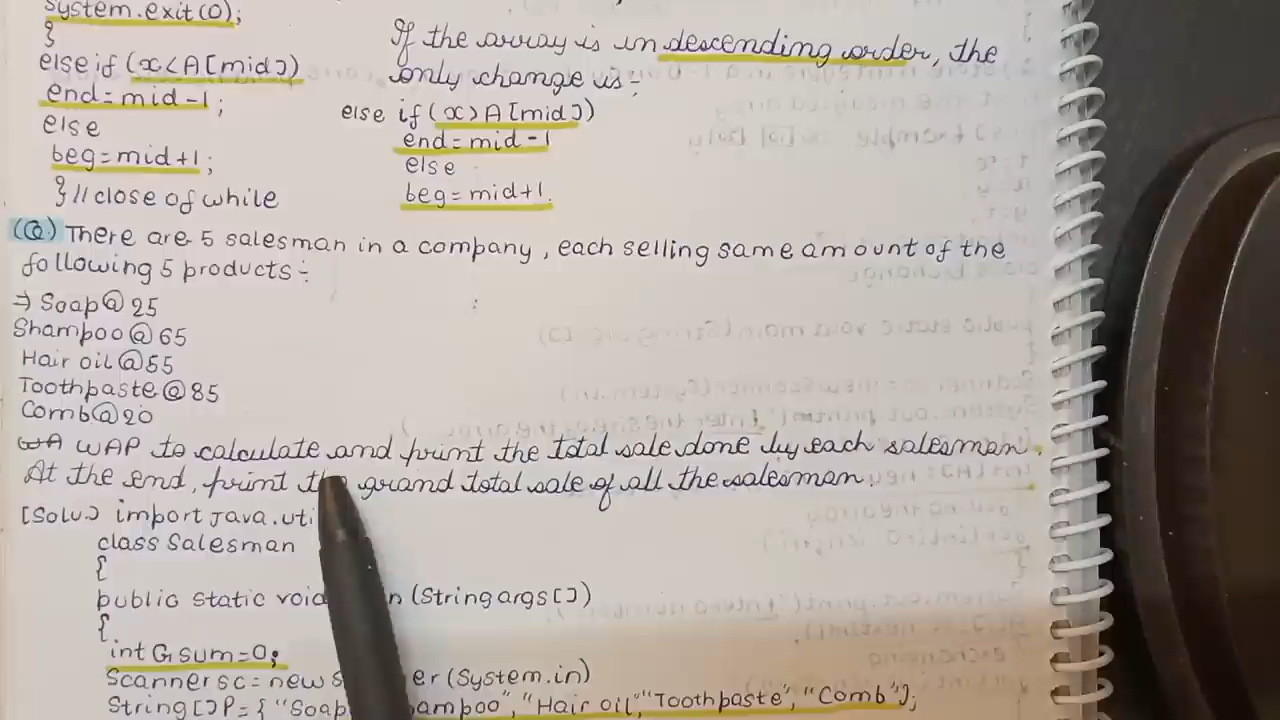 System.exit(0);
}
else if (x<A[mid])
end=mid-1;
else
beg=mid+1;
} // close of while
If the array is in descending order, the
only change is:-
else if (x>A[mid])
end=mid-1
else
beg=mid+1.
(Q) There are 5 salesman in a company, each selling same amount of the
following 5 products:-
⇒ Soap@25
Shampoo@65
Hair oil@55
Toothpaste@85
Comb@20
WAP to calculate and print the total sale done by each salesman.
At the end, print the grand total sale of all the salesman.
[Solu.] import java.uti
class Salesman
{
public static void (String args[])
{
int Gsum=0;
Scanner sc=new (System.in)
String[]P={"Soap "Hair oil","Toothpaste","Comb"};